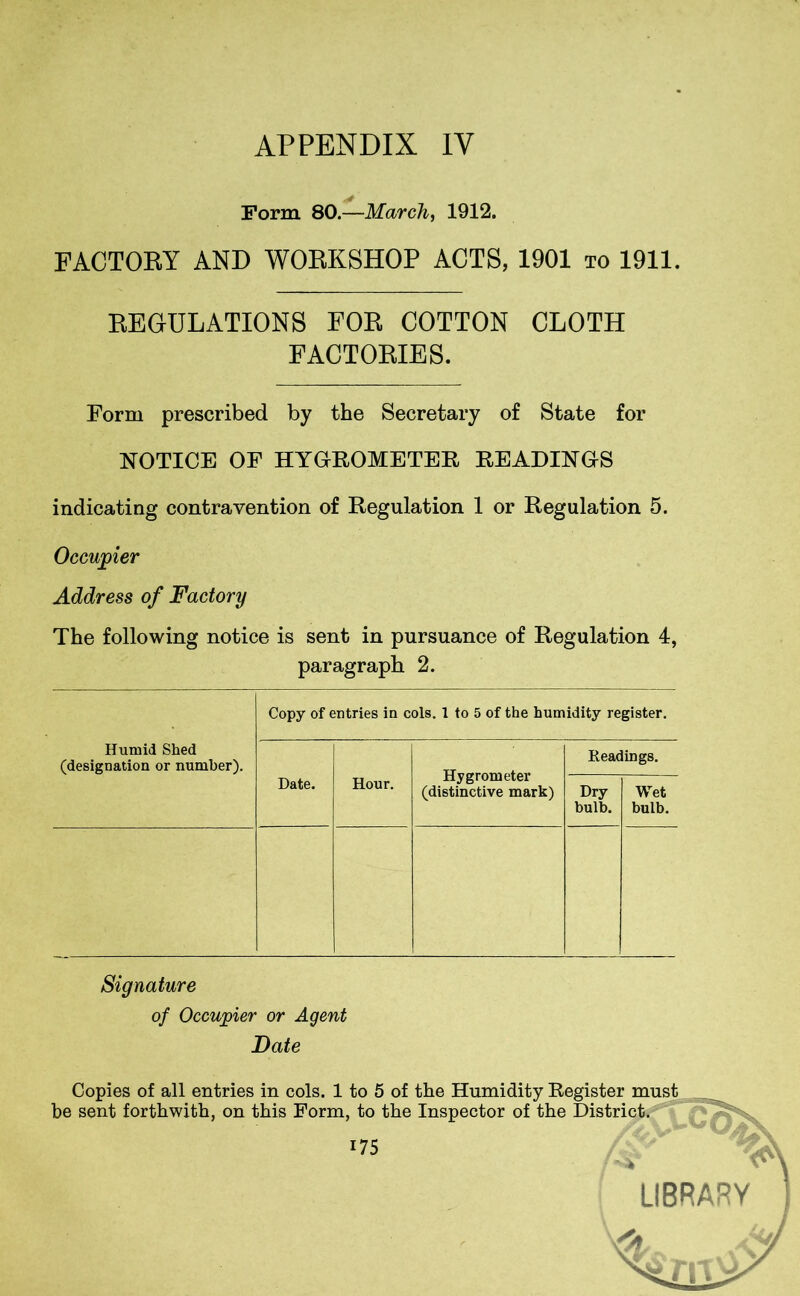 APPENDIX IV
Form 80.—March, 1912.
FACTORY AND WORKSHOP ACTS, 1901 TO 1911.
REGULATIONS FOR COTTON CLOTH
FACTORIES.
Form prescribed by the Secretary of State for
NOTICE OF HYGROMETER READINGS
indicating contravention of Regulation 1 or Regulation 5.
Occupier
Address of Factory
The following notice is sent in pursuance of Regulation 4,
paragraph 2.
Humid Shed
(designation or number).
Copy of entries in cols. 1 to 5 of the humidity register.
Date.
Hour.
Hygrometer
(distinctive mark)
Readings.
Dry
bulb.
Wet
bulb.
Signature
of Occupier or Agent
Date
Copies of all entries in cols. 1 to 5 of the Humidity Register must
be sent forthwith, on this Form, to the Inspector of the District.
175
LIBRARY